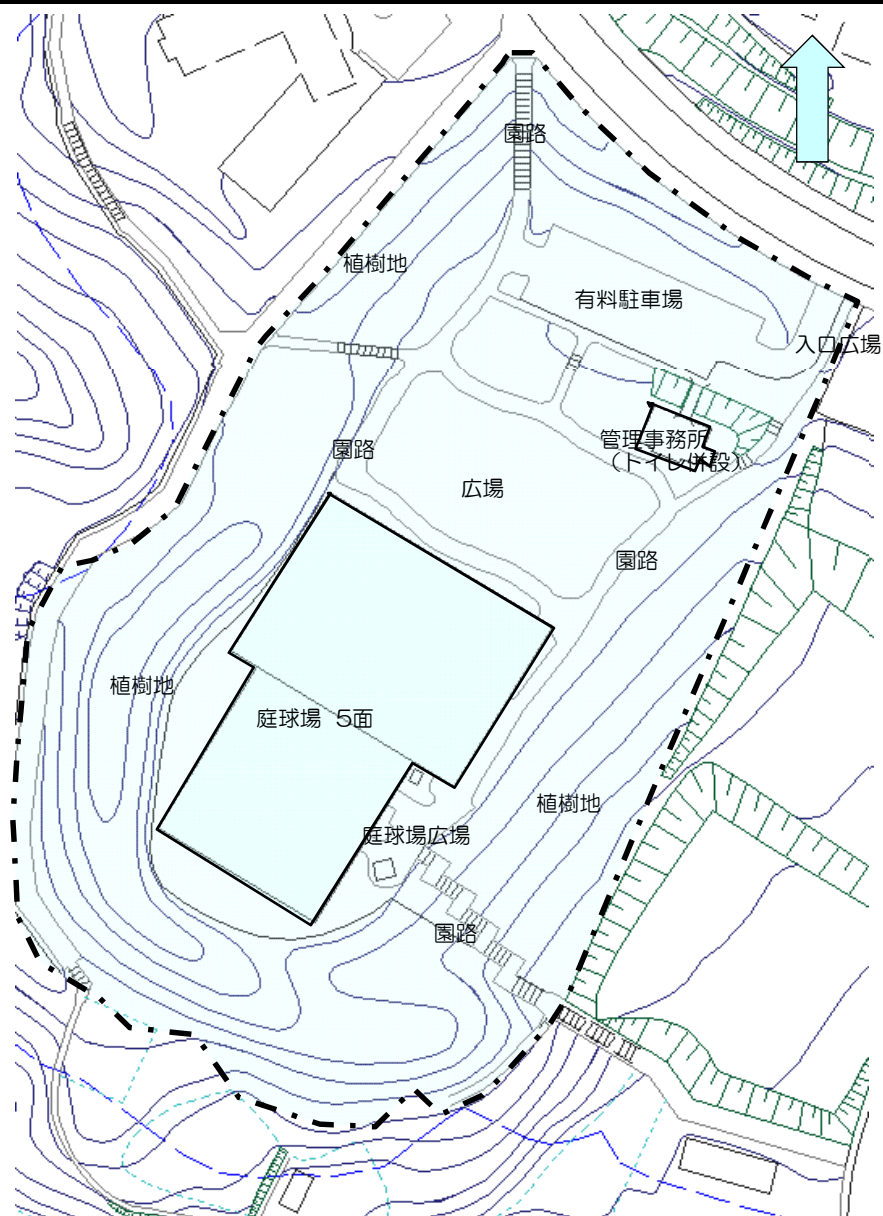 園路
植樹地
有料駐車場
入口広場
園路
管理事務所
（トイレ併設）
広場
園路
植樹地
庭球場 5面
植樹地
庭球場広場
園路